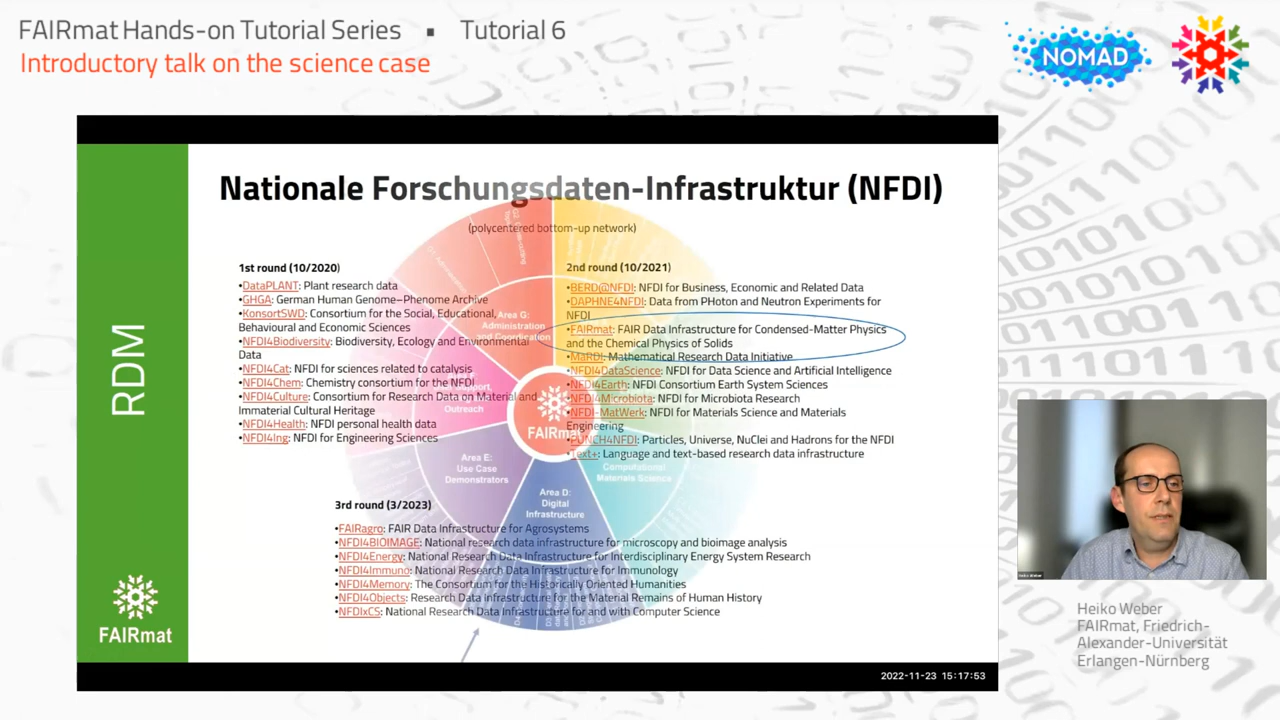 FAIRmat Hands-on Tutorial Series ▪ Tutorial 6
Introductory talk on the science case
NOMAD
RDM
FAIRmat
Nationale Forschungsdaten-Infrastruktur (NFDI)
(polycentered bottom-up network)
1st round (10/2020)
•DataPLANT: Plant research data
•GHGA: German Human Genome–Phenome Archive
•KonsortSWD: Consortium for the Social, Educational,
Behavioural and Economic Sciences
•NFDI4Biodiversity: Biodiversity, Ecology and Environmental
Data
•NFDI4Cat: NFDI for sciences related to catalysis
•NFDI4Chem: Chemistry consortium for the NFDI
•NFDI4Culture: Consortium for Research Data on Material and
Immaterial Cultural Heritage
•NFDI4Health: NFDI personal health data
•NFDI4Ing: NFDI for Engineering Sciences
2nd round (10/2021)
•BERD@NFDI: NFDI for Business, Economic and Related Data
•DAPHNE4NFDI: Data from PHoton and Neutron Experiments for
NFDI
•FAIRmat: FAIR Data Infrastructure for Condensed-Matter Physics
and the Chemical Physics of Solids
•MaRDI: Mathematical Research Data Initiative
•NFDI4DataScience: NFDI for Data Science and Artificial Intelligence
•NFDI4Earth: NFDI Consortium Earth System Sciences
•NFDI4Microbiota: NFDI for Microbiota Research
•NFDI-MatWerk: NFDI for Materials Science and Materials
Engineering
•PUNCH4NFDI: Particles, Universe, NuClei and Hadrons for the NFDI
•Text+: Language and text-based research data infrastructure
3rd round (3/2023)
•FAIRagro: FAIR Data Infrastructure for Agrosystems
•NFDI4BIOIMAGE: National research data infrastructure for microscopy and bioimage analysis
•NFDI4Energy: National Research Data Infrastructure for Interdisciplinary Energy System Research
•NFDI4Immuno: National Research Data Infrastructure for Immunology
•NFDI4Memory: The Consortium for the Historically Oriented Humanities
•NFDI4Objects: Research Data Infrastructure for the Material Remains of Human History
•NFDIxCS: National Research Data Infrastructure for and with Computer Science
Area G:
Administration
and Coordination
Outreach
FAIRmat
Area E:
Use Case
Demonstrators
Area D:
Digital
Infrastructure
Computational
Materials Science
2022-11-23 15:17:53
Heiko Weber
FAIRmat, Friedrich-
Alexander-Universität
Erlangen-Nürnberg